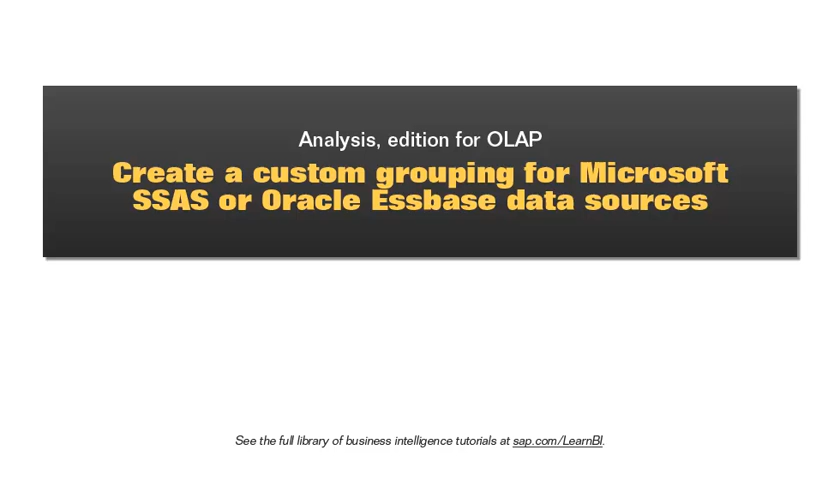 Analysis, edition for OLAP
Create a custom grouping for Microsoft
SSAS or Oracle Essbase data sources
See the full library of business intelligence tutorials at sap.com/LearnBI.